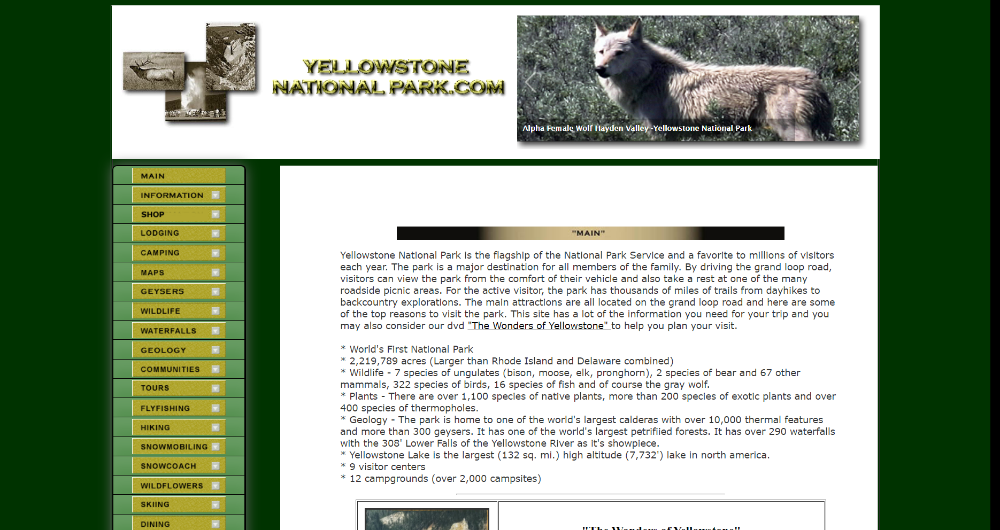 YELLOWSTONE
NATIONAL PARK.COM
Alpha Female Wolf Hayden Valley -Yellowstone National Park
MAIN
INFORMATION
SHOP
LODGING
CAMPING
MAPS
GEYSERS
WILDLIFE
WATERFALLS
GEOLOGY
COMMUNITIES
TOURS
FLYFISHING
HIKING
SNOWMOBILING
SNOWCOACH
WILDFLOWERS
SKIING
DINING
"MAIN"
Yellowstone National Park is the flagship of the National Park Service and a favorite to millions of visitors
each year. The park is a major destination for all members of the family. By driving the grand loop road,
visitors can view the park from the comfort of their vehicle and also take a rest at one of the many
roadside picnic areas. For the active visitor, the park has thousands of miles of trails from dayhikes to
backcountry explorations. The main attractions are all located on the grand loop road and here are some
of the top reasons to visit the park. This site has a lot of the information you need for your trip and you
may also consider our dvd "The Wonders of Yellowstone" to help you plan your visit.
* World's First National Park
* 2,219,789 acres (Larger than Rhode Island and Delaware combined)
* Wildlife - 7 species of ungulates (bison, moose, elk, pronghorn), 2 species of bear and 67 other
mammals, 322 species of birds, 16 species of fish and of course the gray wolf.
* Plants - There are over 1,100 species of native plants, more than 200 species of exotic plants and over
400 species of thermopholes.
* Geology - The park is home to one of the world's largest calderas with over 10,000 thermal features
and more than 300 geysers. It has one of the world's largest petrifiied forests. It has over 290 waterfalls
with the 308' Lower Falls of the Yellowstone River as it's showpiece.
* Yellowstone Lake is the largest (132 sq. mi.) high altitude (7,732') lake in north america.
* 9 visitor centers
* 12 campgrounds (over 2,000 campsites)
"The Wonders of Yellowstone"